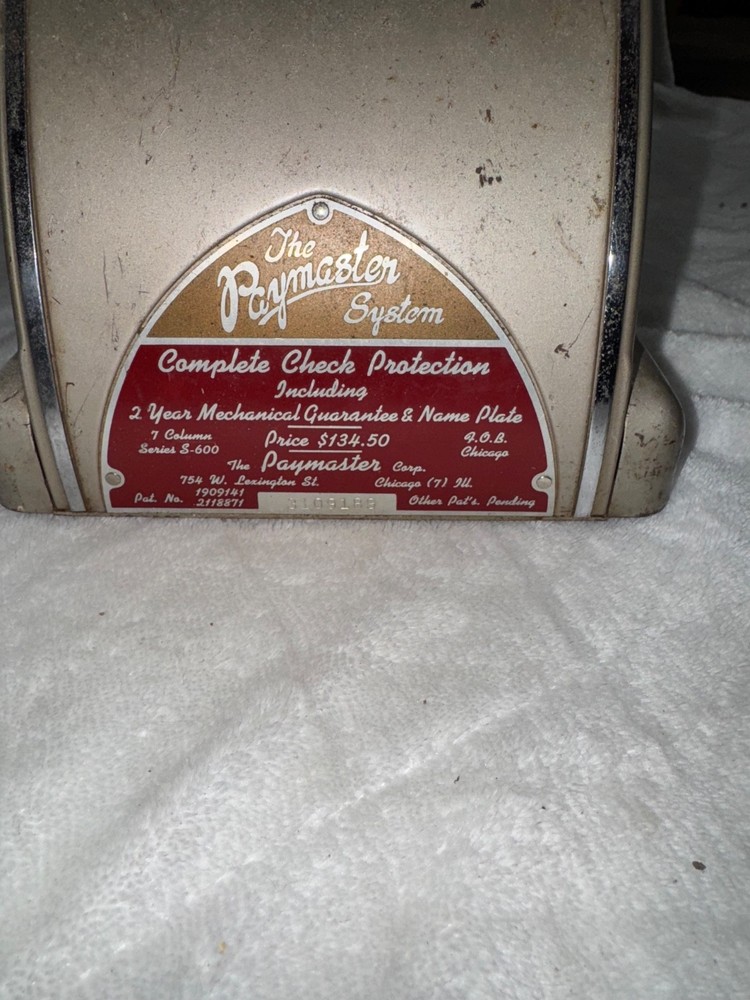 The
Paymaster
System
Complete Check Protection
Including
2 Year Mechanical Guarantee & Name Plate
7 Column
Series S-600
Price $134.50
F.O.B.
Chicago
The Paymaster Corp.
754 W. Lexington St. Chicago (7) Ill.
Pat. No. 1909141
2118871
Other Pat's. Pending